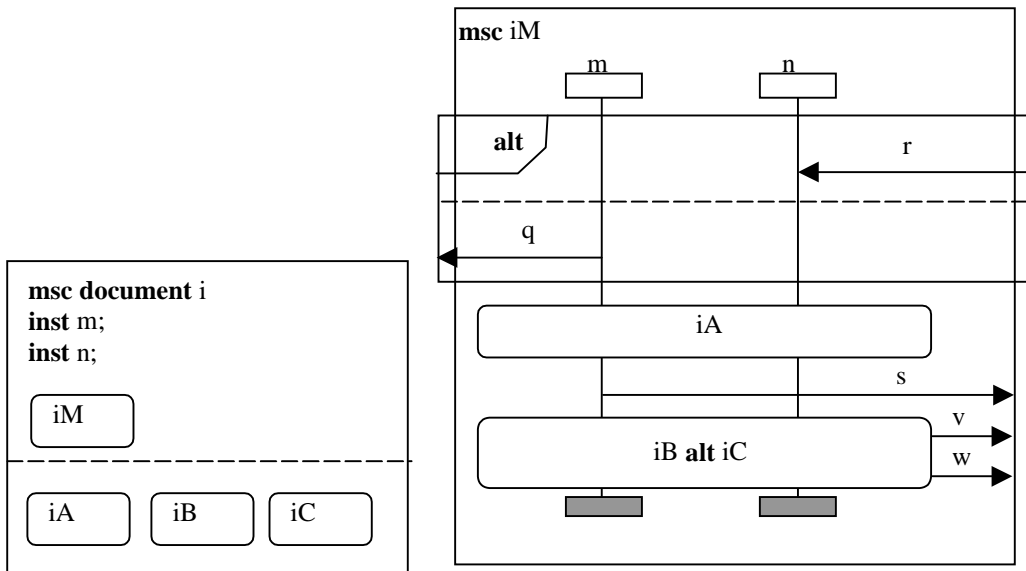 msc document i
inst m;
inst n;
iM
iA iB iC
msc iM
m n
alt
r
q
iA
s
v
iB alt iC
w